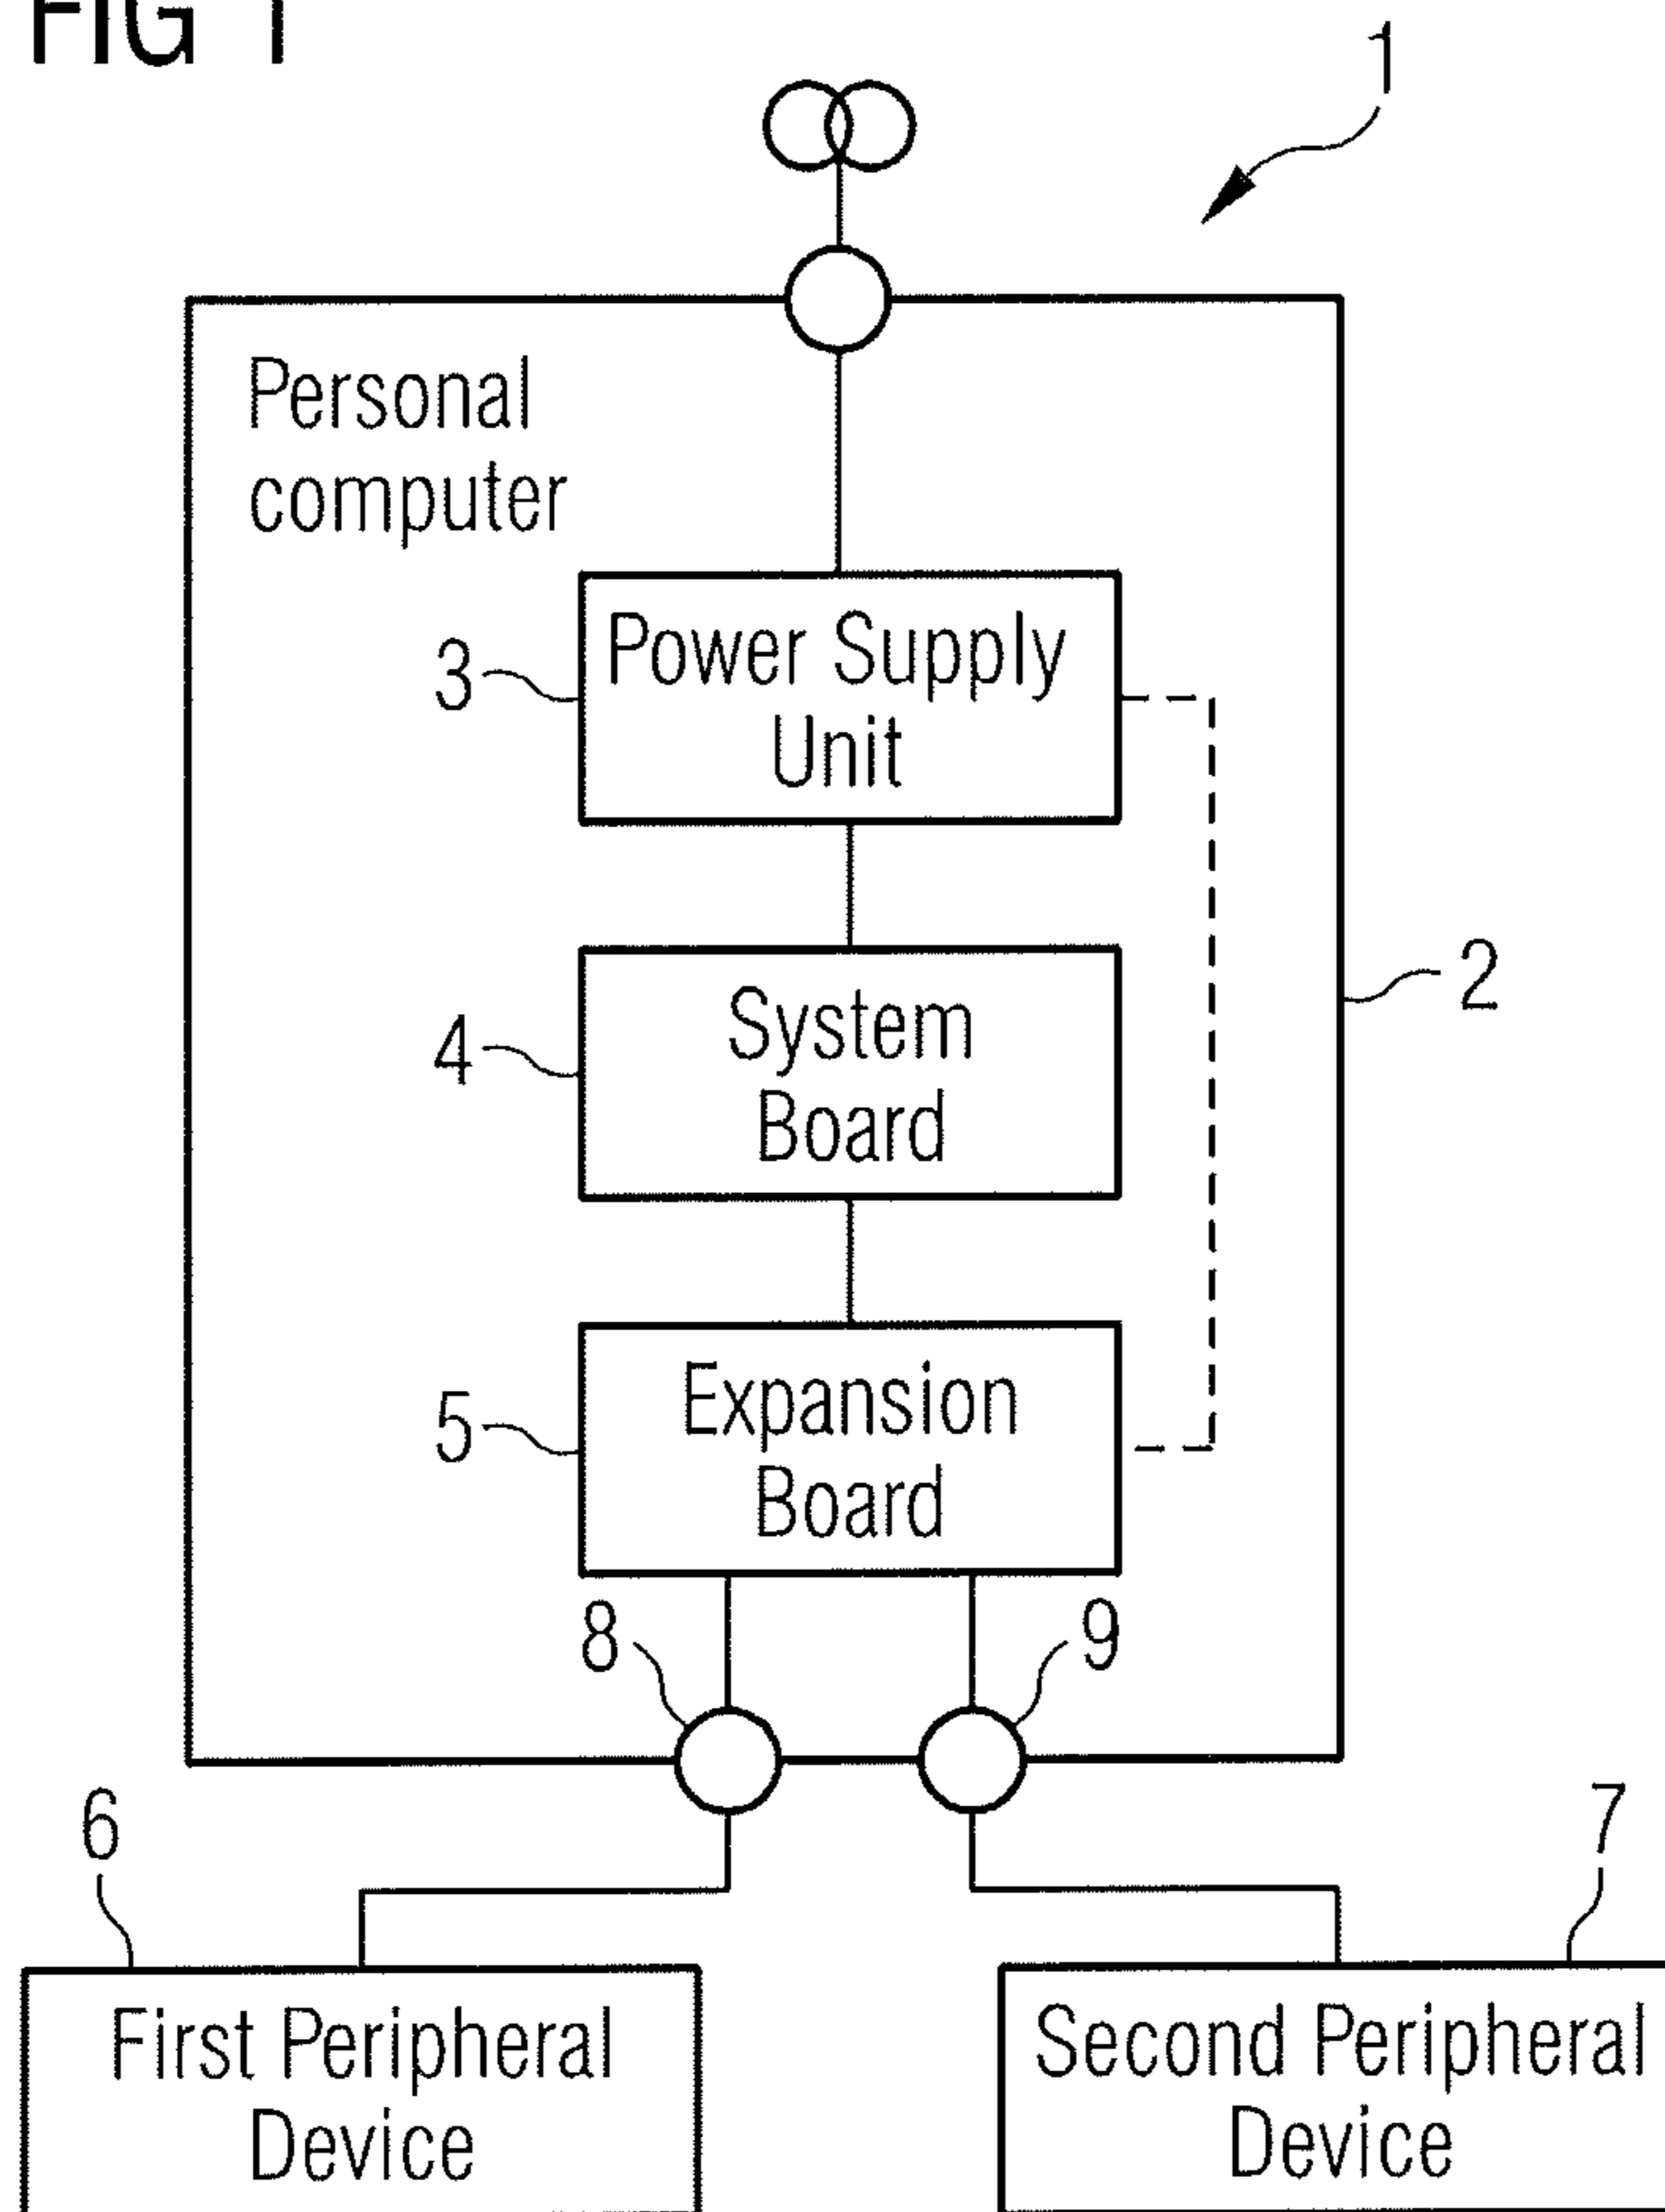 FIG 1
1
Personal
computer
Power Supply
Unit
3
System
Board
4
2
Expansion
Board
5
8
9
6
7
First Peripheral
Device
Second Peripheral
Device